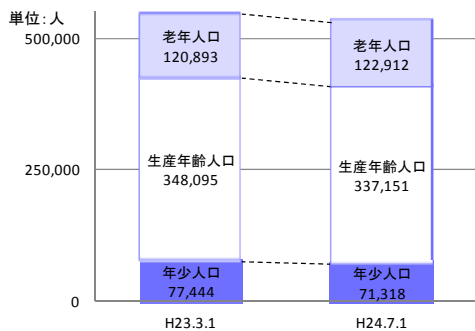 単位：人
500,000
250,000
0
老年人口
120,893
生産年齢人口
348,095
年少人口
77,444
老年人口
122,912
生産年齢人口
337,151
年少人口
71,318
H23.3.1
H24.7.1